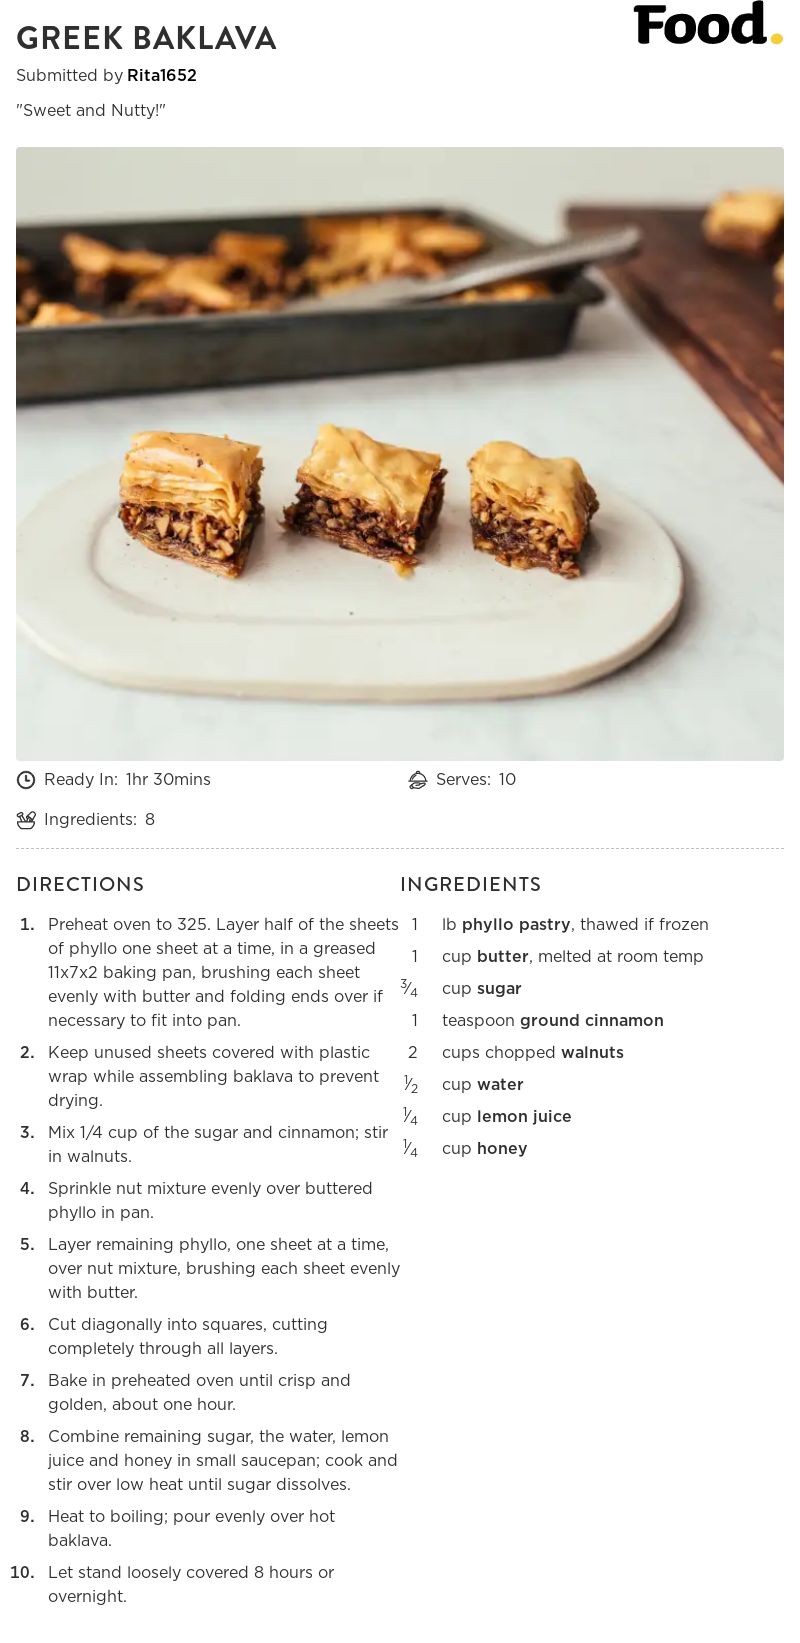 GREEK BAKLAVA
Food.
Submitted by Rita1652
"Sweet and Nutty!"
Ready In: 1hr 30mins
Serves: 10
Ingredients: 8
DIRECTIONS
1. Preheat oven to 325. Layer half of the sheets
of phyllo one sheet at a time, in a greased
11x7x2 baking pan, brushing each sheet
evenly with butter and folding ends over if
necessary to fit into pan.
2. Keep unused sheets covered with plastic
wrap while assembling baklava to prevent
drying.
3. Mix 1/4 cup of the sugar and cinnamon; stir
in walnuts.
4. Sprinkle nut mixture evenly over buttered
phyllo in pan.
5. Layer remaining phyllo, one sheet at a time,
over nut mixture, brushing each sheet evenly
with butter.
6. Cut diagonally into squares, cutting
completely through all layers.
7. Bake in preheated oven until crisp and
golden, about one hour.
8. Combine remaining sugar, the water, lemon
juice and honey in small saucepan; cook and
stir over low heat until sugar dissolves.
9. Heat to boiling; pour evenly over hot
baklava.
10. Let stand loosely covered 8 hours or
overnight.
INGREDIENTS
1 lb phyllo pastry, thawed if frozen
1 cup butter, melted at room temp
3⁄4 cup sugar
1 teaspoon ground cinnamon
2 cups chopped walnuts
1⁄2 cup water
1⁄4 cup lemon juice
1⁄4 cup honey